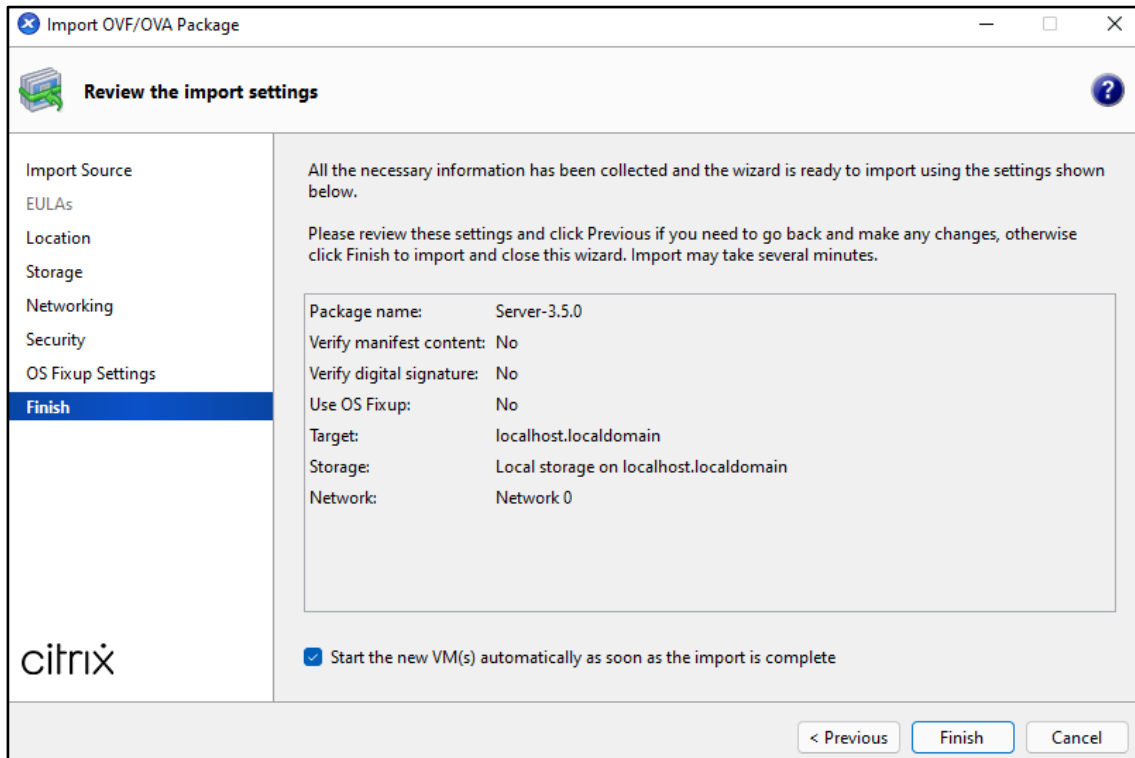 Import OVF/OVA Package
Review the import settings
?
Import Source
EULAs
Location
Storage
Networking
Security
OS Fixup Settings
Finish
All the necessary information has been collected and the wizard is ready to import using the settings shown
below.
Please review these settings and click Previous if you need to go back and make any changes, otherwise
click Finish to import and close this wizard. Import may take several minutes.
Package name: Server-3.5.0
Verify manifest content: No
Verify digital signature: No
Use OS Fixup: No
Target: localhost.localdomain
Storage: Local storage on localhost.localdomain
Network: Network 0
citrix
Start the new VM(s) automatically as soon as the import is complete
< Previous Finish Cancel